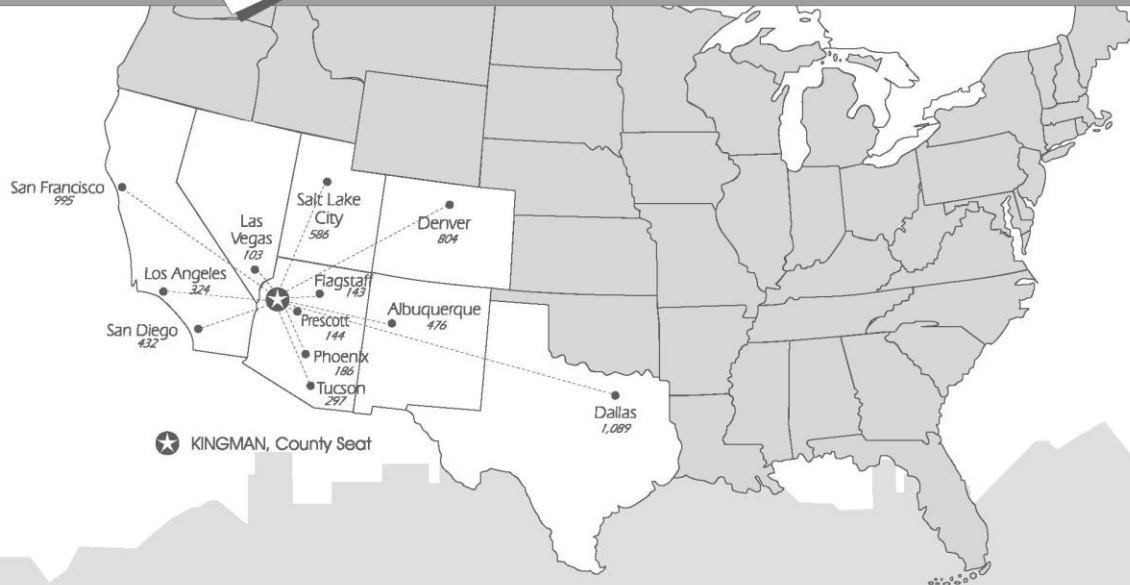 San Francisco
995
Salt Lake
City
586
Denver
804
Las
Vegas
103
Los Angeles
324
Flagstaff
143
San Diego
432
Prescott
144
Albuquerque
476
Phoenix
186
Tucson
297
Dallas
1,089
KINGMAN, County Seat